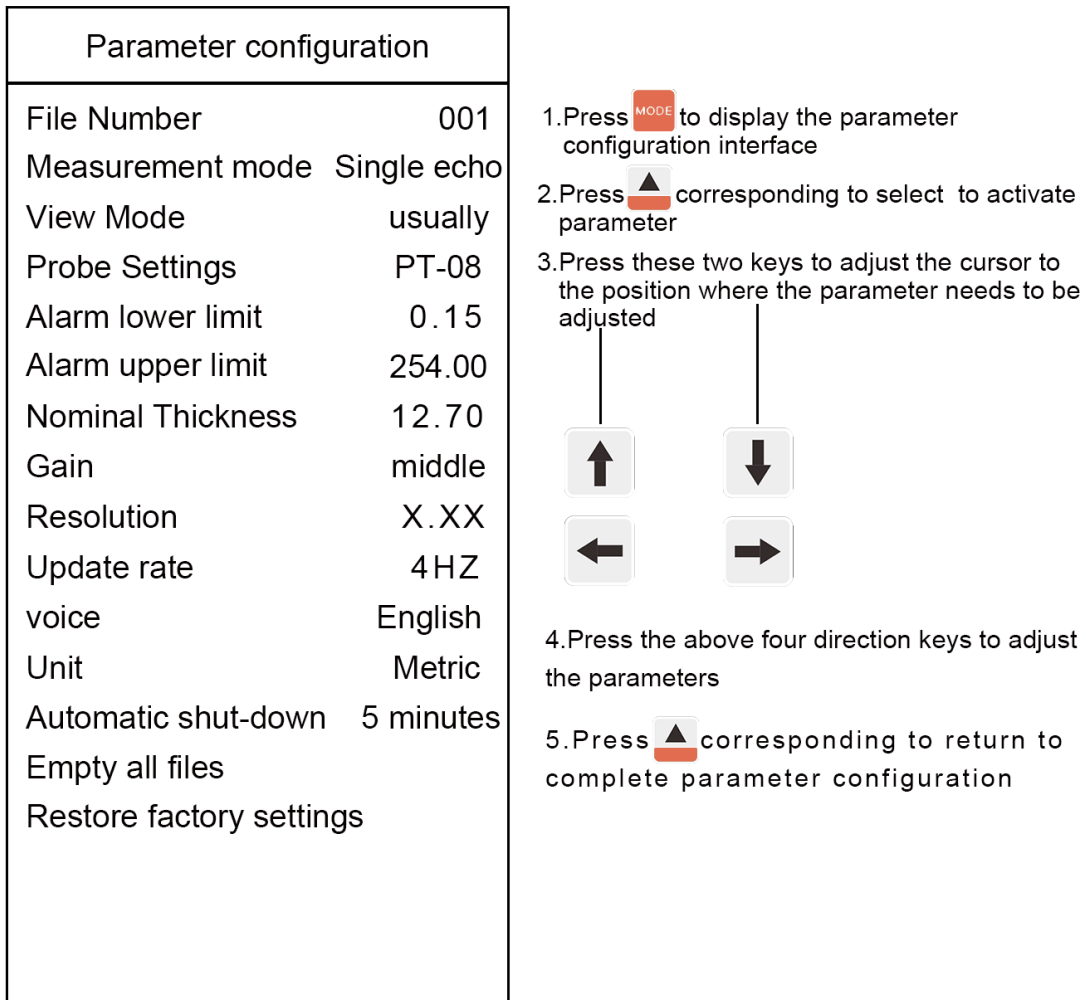 Parameter configuration
File Number 001
Measurement mode Single echo
View Mode usually
Probe Settings PT-08
Alarm lower limit 0.15
Alarm upper limit 254.00
Nominal Thickness 12.70
Gain middle
Resolution X.XX
Update rate 4HZ
voice English
Unit Metric
Automatic shut-down 5 minutes
Empty all files
Restore factory settings
1.Press MODE to display the parameter
configuration interface
2.Press corresponding to select to activate
parameter
3.Press these two keys to adjust the cursor to
the position where the parameter needs to be
adjusted
4.Press the above four direction keys to adjust
the parameters
5.Press corresponding to return to
complete parameter configuration